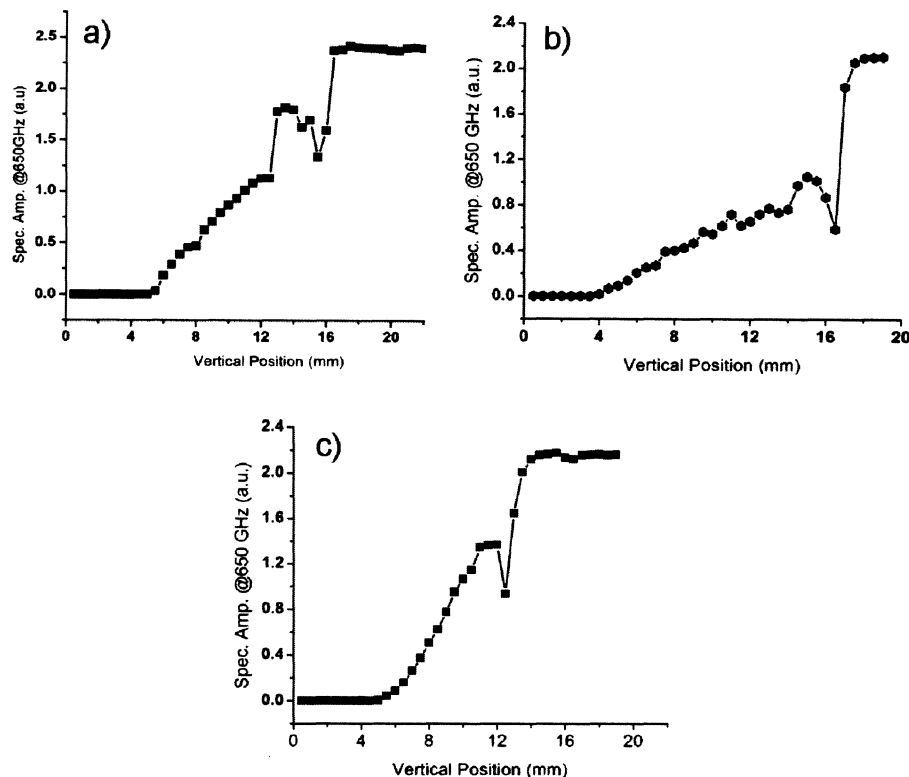 a)
Spec. Amp. @650GHz (a.u)
2.5
2.0
1.5
1.0
0.5
0.0
0 4 8 12 16 20
Vertical Position (mm)
b)
Spec. Amp. @650 GHz (a.u.)
2.4
2.0
1.6
1.2
0.8
0.4
0.0
0 4 8 12 16 20
Vertical Position (mm)
c)
Spec. Amp. @650 GHz (a.u.)
2.4
2.0
1.6
1.2
0.8
0.4
0.0
0 4 8 12 16 20
Vertical Position (mm)